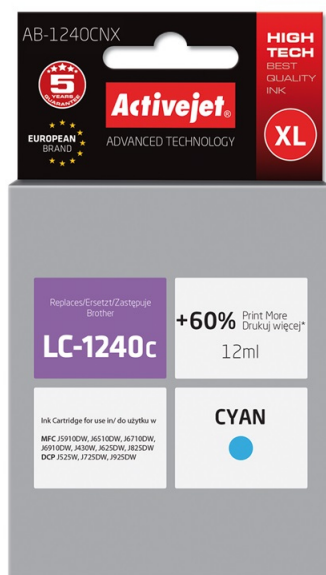 AB-1240CNX
HIGH
TECH
BEST
QUALITY
INK
5
YEARS
GUARANTEE
Activejet®
EUROPEAN
BRAND
ADVANCED TECHNOLOGY
XL
Replaces/Ersetzt/Zastępuje
Brother
LC-1240c
+60% Print More
Drukuj więcej*
12ml
Ink Cartridge for use in/ do użytku w
MFC J5910DW, J6510DW, J6710DW,
J6910DW, J430W, J625DW, J825DW
DCP J525W, J725DW, J925DW
CYAN